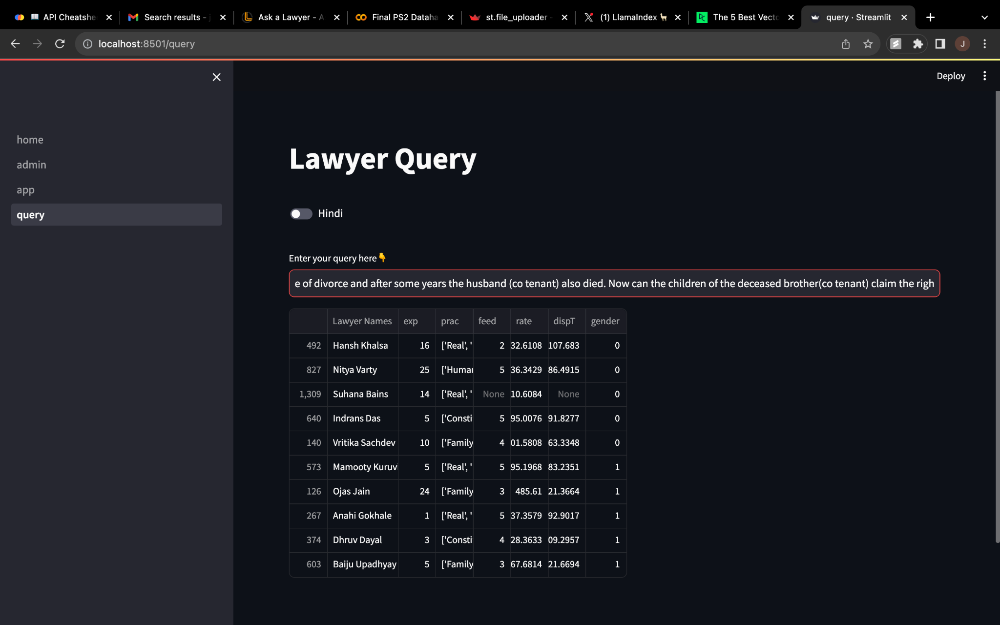 API Cheatshe
Search results - j
Ask a Lawyer - A
Final PS2 Dataha
st.file_uploader -
(1) LlamaIndex 🦙
The 5 Best Vecto
query · Streamlit
localhost:8501/query
J
Deploy
home
admin
app
query
Lawyer Query
Hindi
Enter your query here👇
e of divorce and after some years the husband (co tenant) also died. Now can the children of the deceased brother(co tenant) claim the righ
Lawyer Names exp prac feed rate dispT gender
492 Hansh Khalsa 16 ['Real', ' 2 32.6108 107.683 0
827 Nitya Varty 25 ['Human 5 36.3429 86.4915 0
1,309 Suhana Bains 14 ['Real', ' None 10.6084 None 0
640 Indrans Das 5 ['Consti 5 95.0076 91.8277 0
140 Vritika Sachdev 10 ['Family 4 01.5808 63.3348 0
573 Mamooty Kuruvi 5 ['Real', ' 5 95.1968 83.2351 1
126 Ojas Jain 24 ['Family 3 485.61 21.3664 1
267 Anahi Gokhale 1 ['Real', ' 5 37.3579 92.9017 1
374 Dhruv Dayal 3 ['Consti 4 28.3633 09.2957 1
603 Baiju Upadhyay 5 ['Family 3 67.6814 21.6694 1